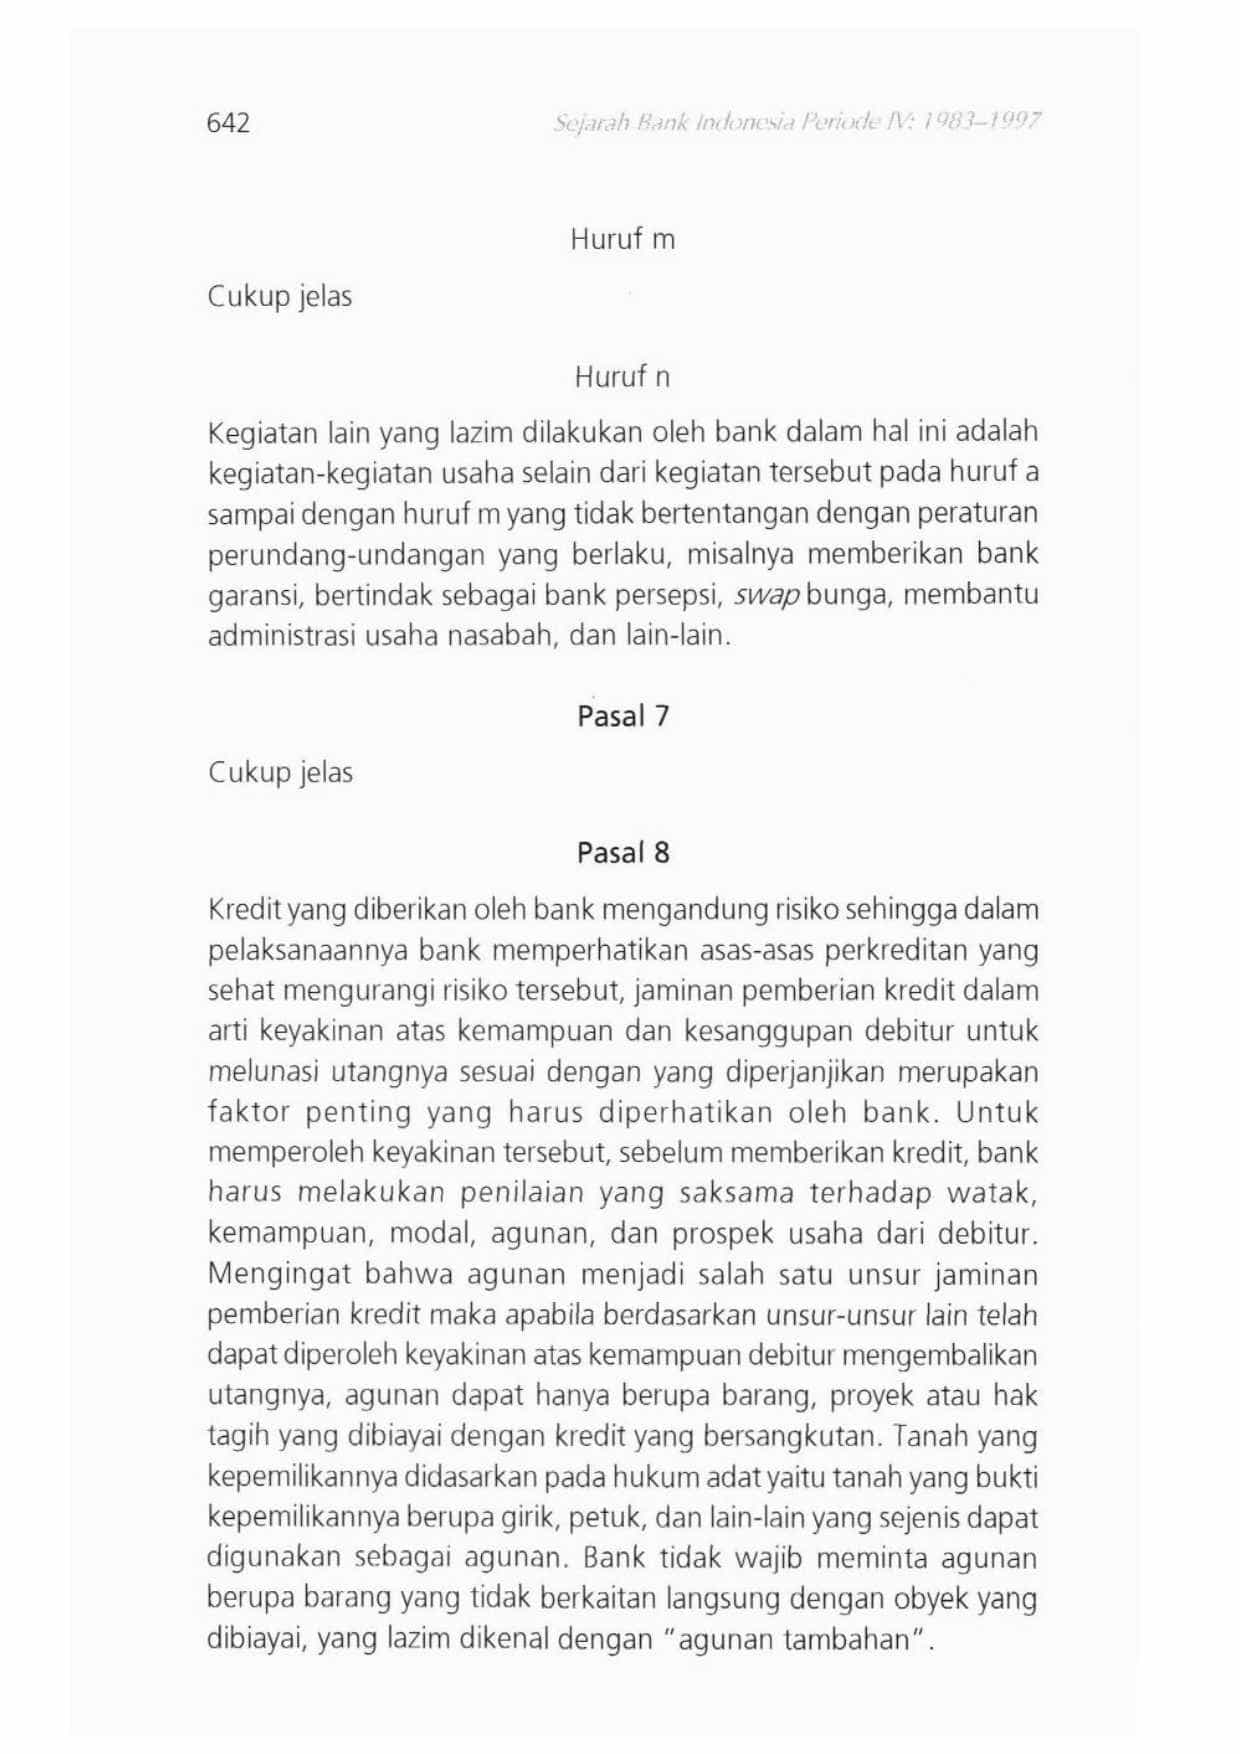 642
Sejarah Bank Indonesia Periode IV: 1983–1997
Huruf m
Cukup jelas
Huruf n
Kegiatan lain yang lazim dilakukan oleh bank dalam hal ini adalah
kegiatan-kegiatan usaha selain dari kegiatan tersebut pada huruf a
sampai dengan huruf m yang tidak bertentangan dengan peraturan
perundang-undangan yang berlaku, misalnya memberikan bank
garansi, bertindak sebagai bank persepsi, swap bunga, membantu
administrasi usaha nasabah, dan lain-lain.
Pasal 7
Cukup jelas
Pasal 8
Kredit yang diberikan oleh bank mengandung risiko sehingga dalam
pelaksanaannya bank memperhatikan asas-asas perkreditan yang
sehat mengurangi risiko tersebut, jaminan pemberian kredit dalam
arti keyakinan atas kemampuan dan kesanggupan debitur untuk
melunasi utangnya sesuai dengan yang diperjanjikan merupakan
faktor penting yang harus diperhatikan oleh bank. Untuk
memperoleh keyakinan tersebut, sebelum memberikan kredit, bank
harus melakukan penilaian yang saksama terhadap watak,
kemampuan, modal, agunan, dan prospek usaha dari debitur.
Mengingat bahwa agunan menjadi salah satu unsur jaminan
pemberian kredit maka apabila berdasarkan unsur-unsur lain telah
dapat diperoleh keyakinan atas kemampuan debitur mengembalikan
utangnya, agunan dapat hanya berupa barang, proyek atau hak
tagih yang dibiayai dengan kredit yang bersangkutan. Tanah yang
kepemilikannya didasarkan pada hukum adat yaitu tanah yang bukti
kepemilikannya berupa girik, petuk, dan lain-lain yang sejenis dapat
digunakan sebagai agunan. Bank tidak wajib meminta agunan
berupa barang yang tidak berkaitan langsung dengan obyek yang
dibiayai, yang lazim dikenal dengan "agunan tambahan".